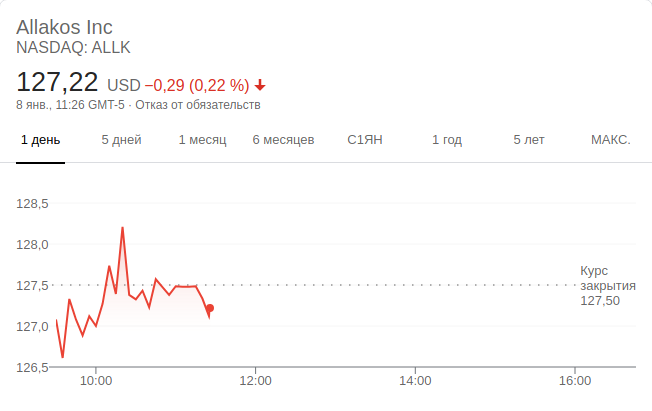 Allakos Inc
NASDAQ: ALLK
127,22 USD −0,29 (0,22 %)
8 янв., 11:26 GMT-5 · Отказ от обязательств
1 день 5 дней 1 месяц 6 месяцев С1ЯН 1 год 5 лет МАКС.
128,5
128,0
127,5
127,0
126,5
Курс
закрытия
127,50
10:00 12:00 14:00 16:00